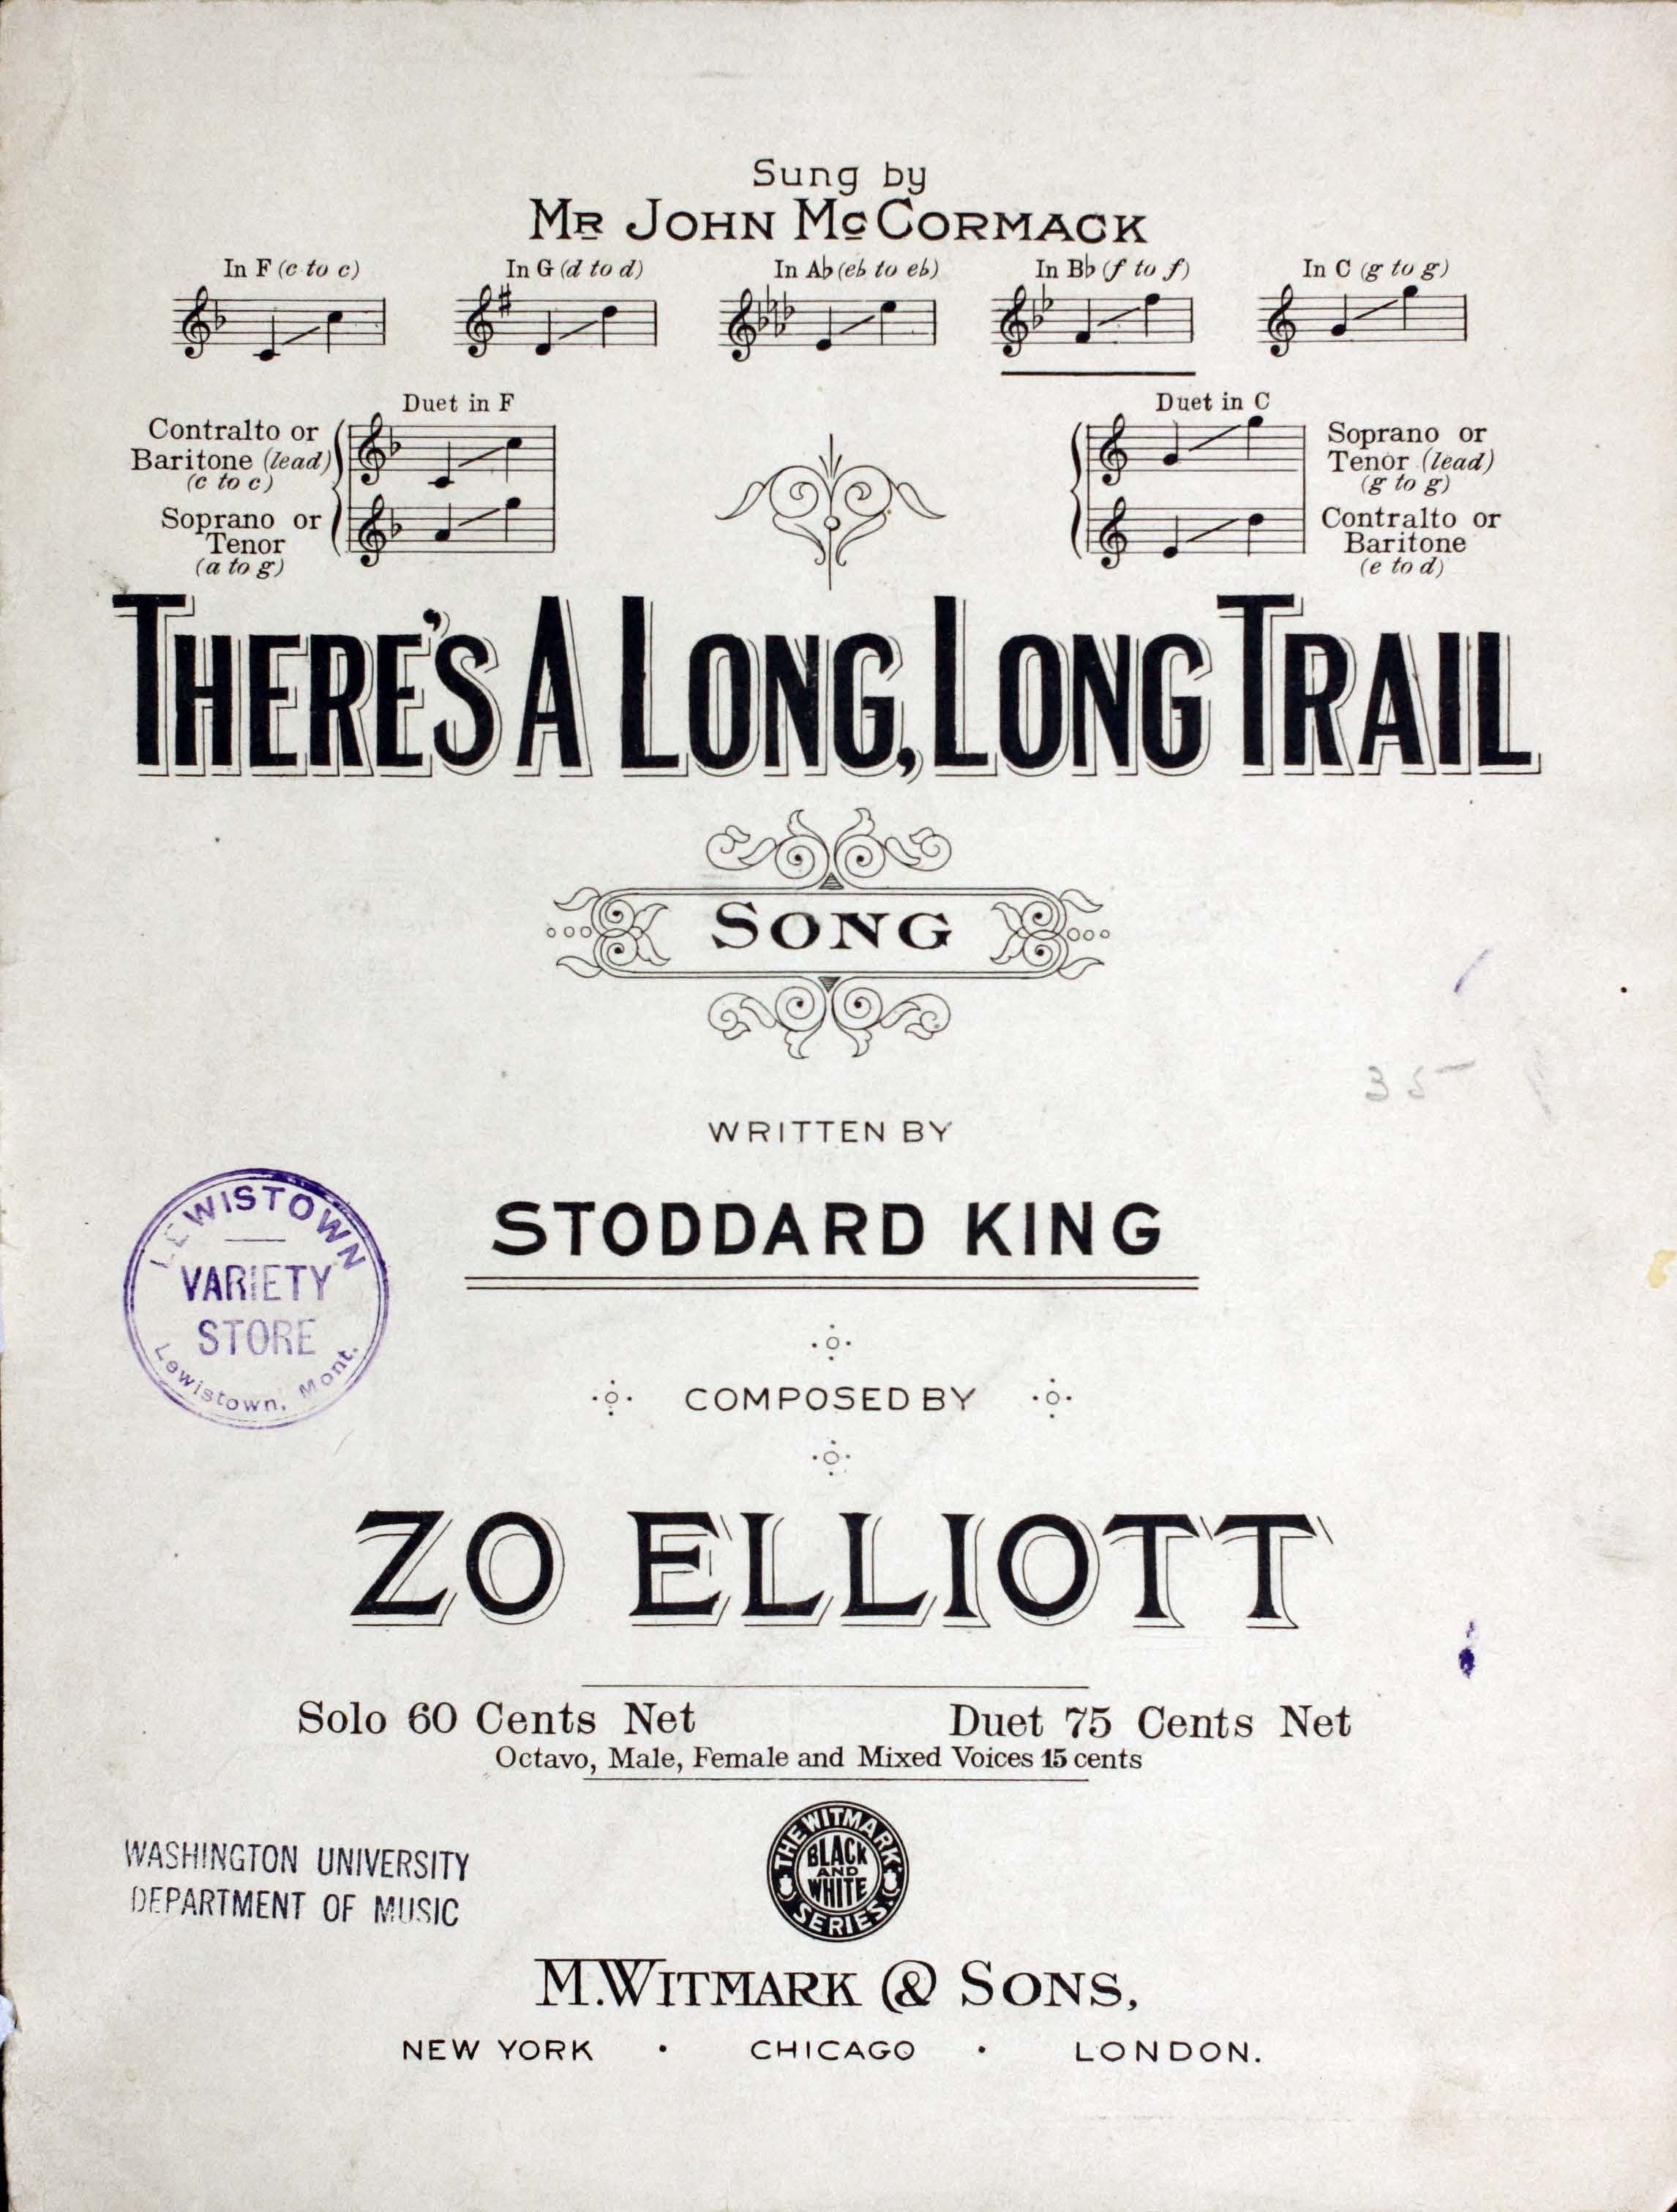 Sung by
MR JOHN McCORMACK
In F (c to c)
In G (d to d)
In A♭ (e♭ to e♭)
In B♭ (f to f)
In C (g to g)
Duet in F
Contralto or
Baritone (lead)
(c to c)
Soprano or
Tenor
(a to g)
Duet in C
Soprano or
Tenor (lead)
(g to g)
Contralto or
Baritone
(e to d)
THERE'S A LONG, LONG TRAIL
SONG
35
WRITTEN BY
STODDARD KING
LEWISTOWN
VARIETY
STORE
Lewistown, Mont.
COMPOSED BY
ZO ELLIOTT
Solo 60 Cents Net
Duet 75 Cents Net
Octavo, Male, Female and Mixed Voices 15 cents
THE WITMARK
BLACK
AND
WHITE
SERIES
WASHINGTON UNIVERSITY
DEPARTMENT OF MUSIC
M. WITMARK & SONS,
NEW YORK · CHICAGO · LONDON.